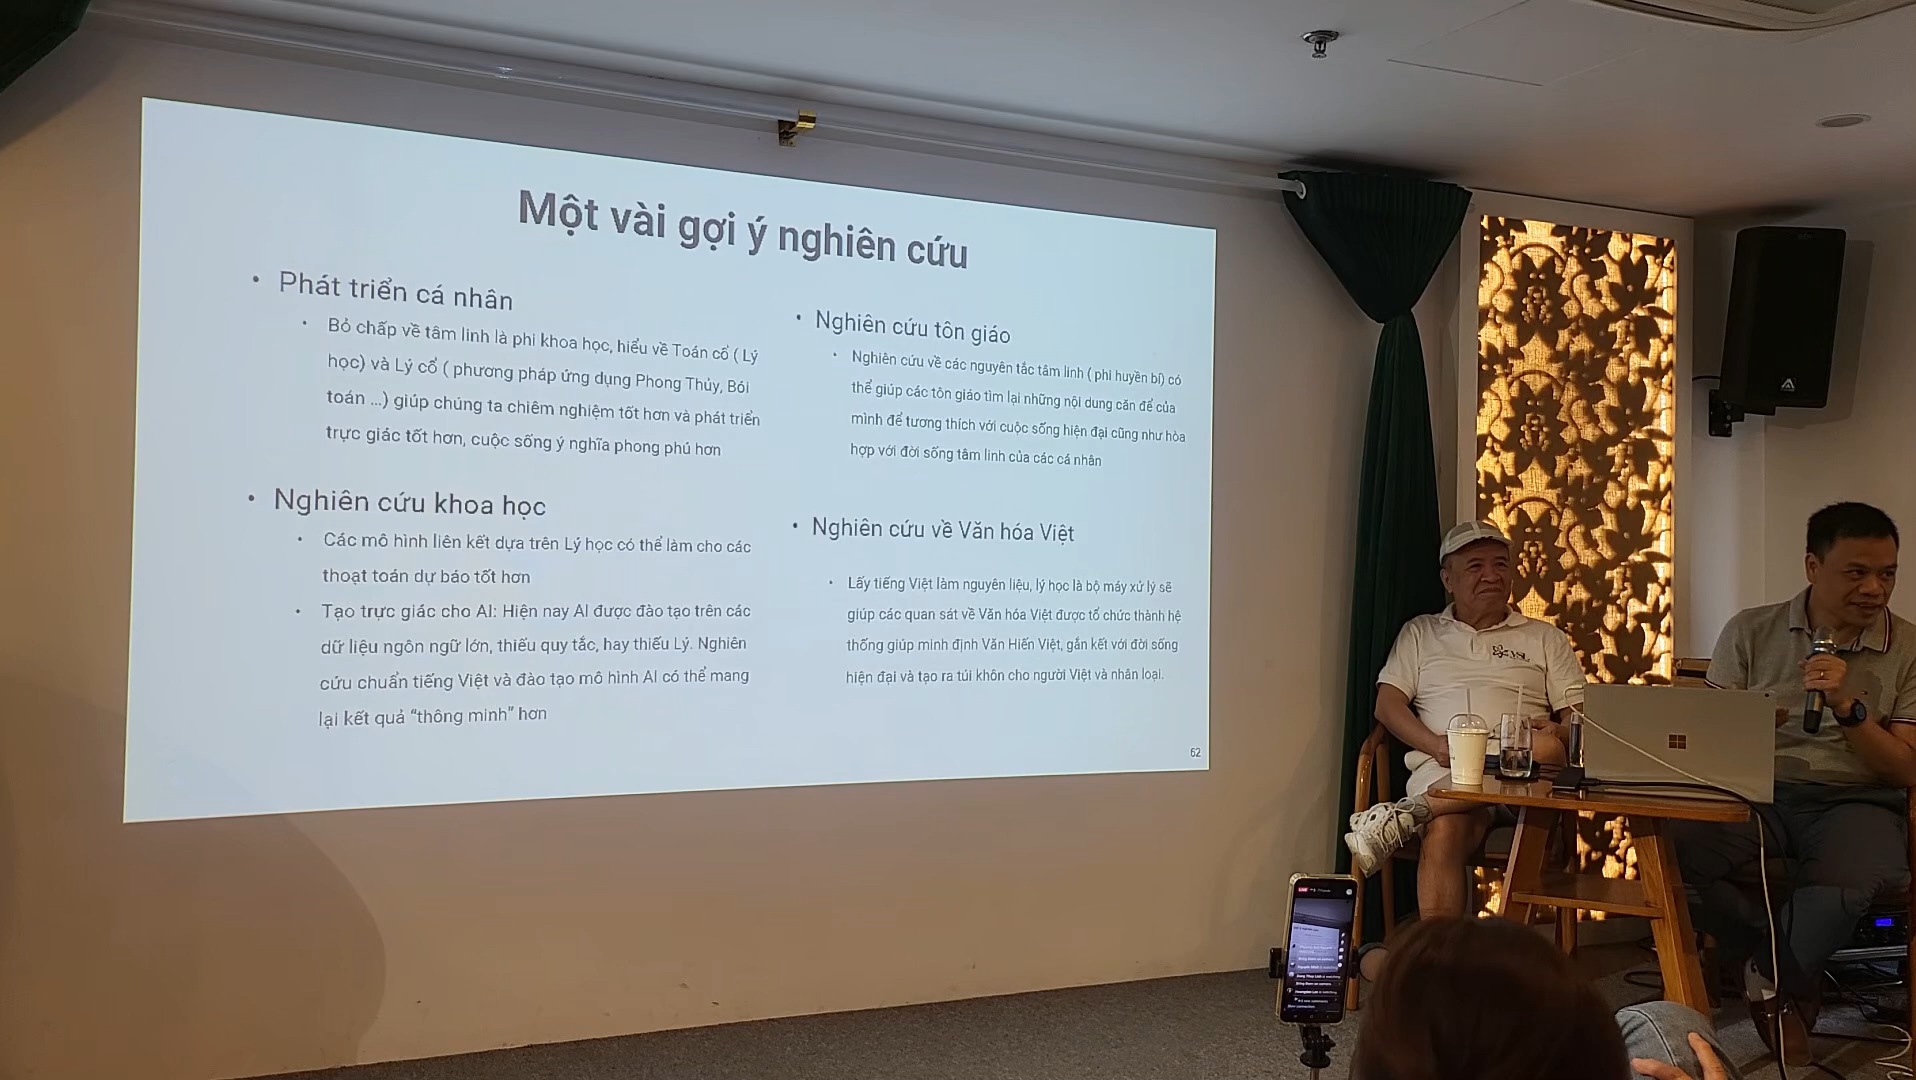 Một vài gợi ý nghiên cứu
• Phát triển cá nhân
• Bỏ chấp về tâm linh là phi khoa học, hiểu về Toán cổ ( Lý
học) và Lý cổ ( phương pháp ứng dụng Phong Thủy, Bói
toán ...) giúp chúng ta chiêm nghiệm tốt hơn và phát triển
trực giác tốt hơn, cuộc sống ý nghĩa phong phú hơn
• Nghiên cứu khoa học
• Các mô hình liên kết dựa trên Lý học có thể làm cho các
thoạt toán dự báo tốt hơn
• Tạo trực giác cho AI: Hiện nay AI được đào tạo trên các
dữ liệu ngôn ngữ lớn, thiếu quy tắc, hay thiếu Lý. Nghiên
cứu chuẩn tiếng Việt và đào tạo mô hình AI có thể mang
lại kết quả “thông minh” hơn
• Nghiên cứu tôn giáo
• Nghiên cứu về các nguyên tắc tâm linh ( phi huyền bí) có
thể giúp các tôn giáo tìm lại những nội dung căn để của
mình để tương thích với cuộc sống hiện đại cũng như hòa
hợp với đời sống tâm linh của các cá nhân
• Nghiên cứu về Văn hóa Việt
• Lấy tiếng Việt làm nguyên liệu, lý học là bộ máy xử lý sẽ
giúp các quan sát về Văn hóa Việt được tổ chức thành hệ
thống giúp minh định Văn Hiến Việt, gắn kết với đời sống
hiện đại và tạo ra túi khôn cho người Việt và nhân loại.
62